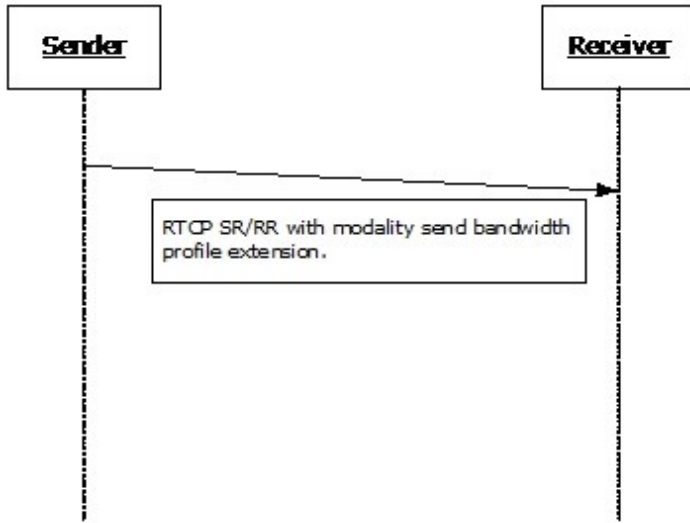 Sender
Receiver
RTCP SR/RR with modality send bandwidth
profile extension.